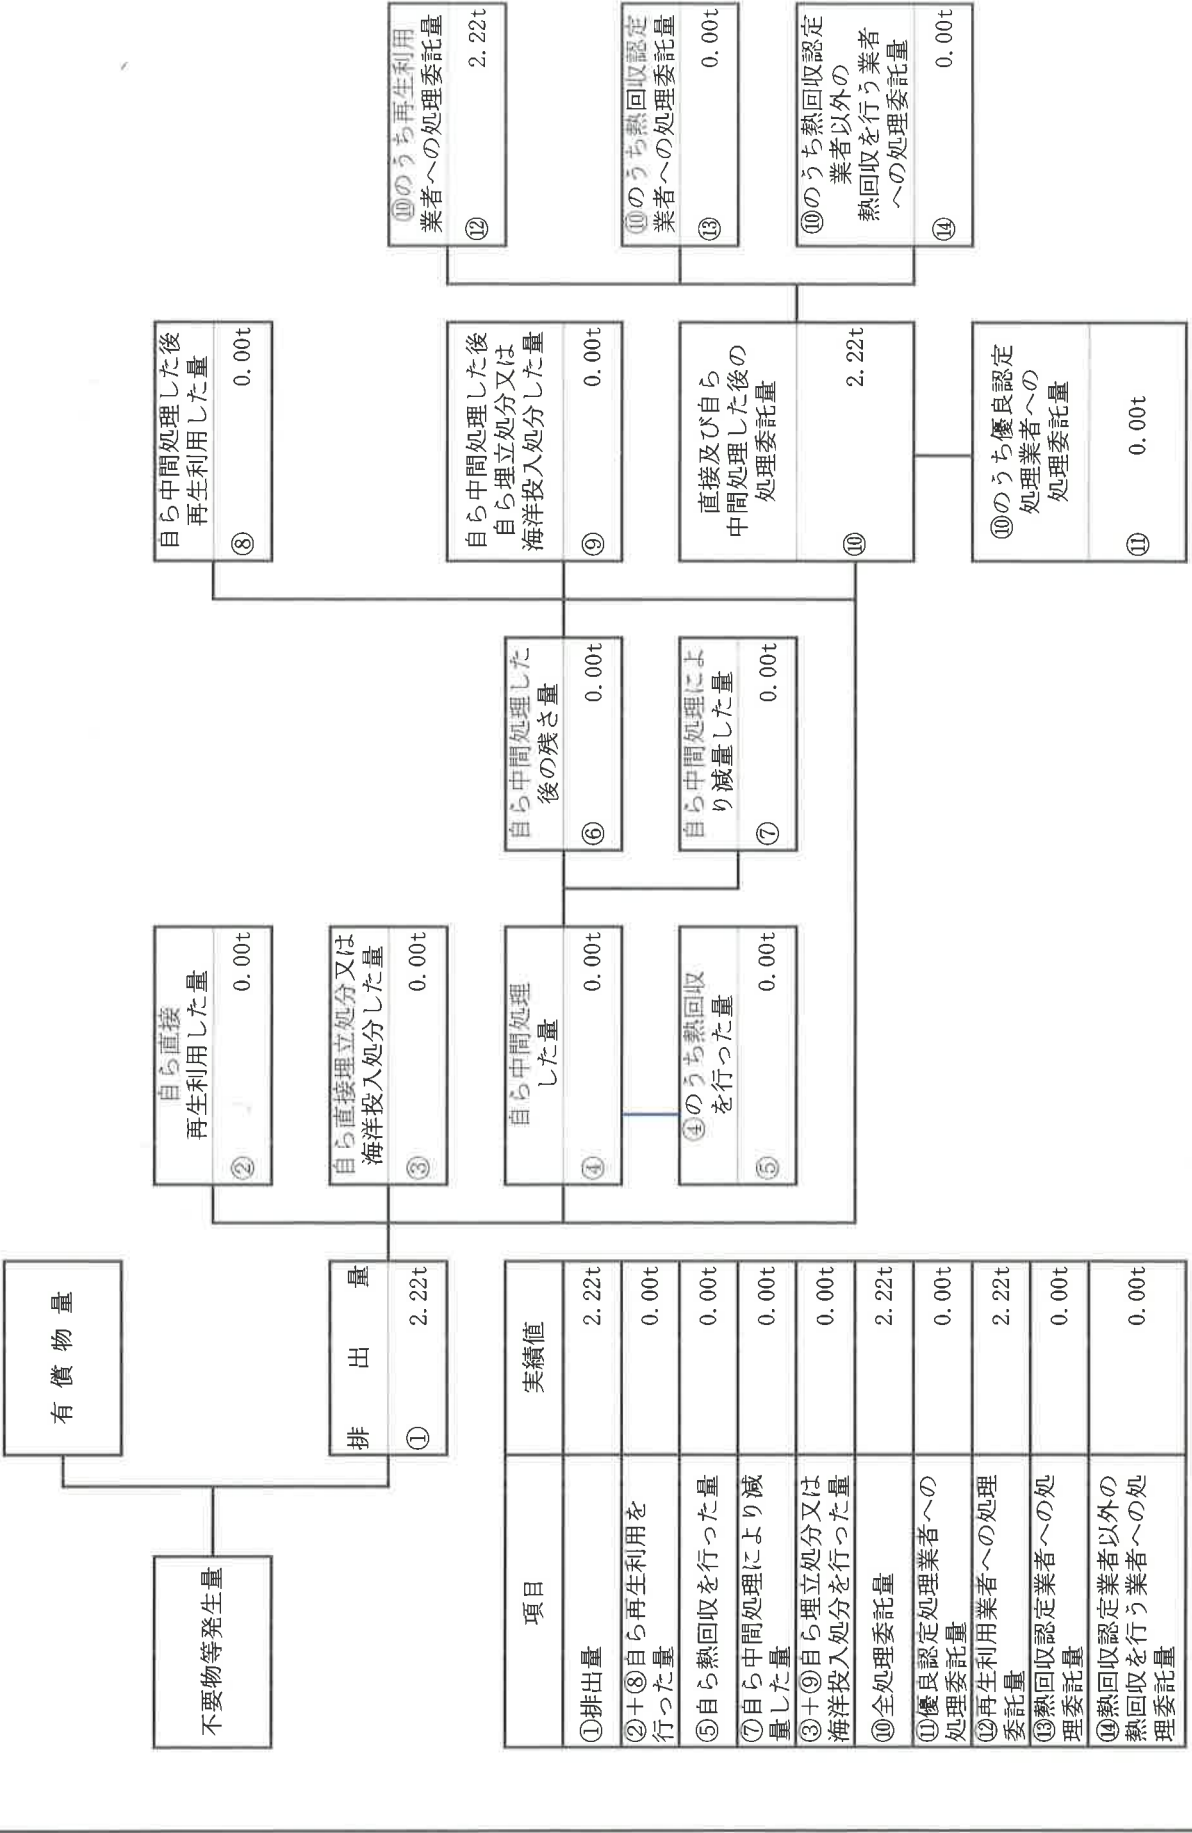 不要物等発生量
有償物量
排出量
① 2.22t
自ら直接
再生利用した量
② 0.00t
自ら直接埋立処分又は
海洋投入処分した量
③ 0.00t
自ら中間処理
した量
④ 0.00t
④のうち熱回収
を行った量
⑤ 0.00t
自ら中間処理した
後の残さ量
⑥ 0.00t
自ら中間処理によ
り減量した量
⑦ 0.00t
自ら中間処理した後
再生利用した量
⑧ 0.00t
自ら中間処理した後
自ら埋立処分又は
海洋投入処分した量
⑨ 0.00t
直接及び自ら
中間処理した後の
処理委託量
⑩ 2.22t
⑩のうち優良認定
処理業者への
処理委託量
⑪ 0.00t
⑩のうち再生利用
業者への処理委託量
⑫ 2.22t
⑩のうち熱回収認定
業者への処理委託量
⑬ 0.00t
⑩のうち熱回収認定
業者以外の
熱回収を行う業者
への処理委託量
⑭ 0.00t
項目 実績値
①排出量 2.22t
②+⑧自ら再生利用を
行った量 0.00t
⑤自ら熱回収を行った量 0.00t
⑦自ら中間処理により減
量した量 0.00t
③+⑨自ら埋立処分又は
海洋投入処分を行った量 0.00t
⑩全処理委託量 2.22t
⑪優良認定処理業者への
処理委託量 0.00t
⑫再生利用業者への処理
委託量 2.22t
⑬熱回収認定業者への処
理委託量 0.00t
⑭熱回収認定業者以外の
熱回収を行う業者への処
理委託量 0.00t